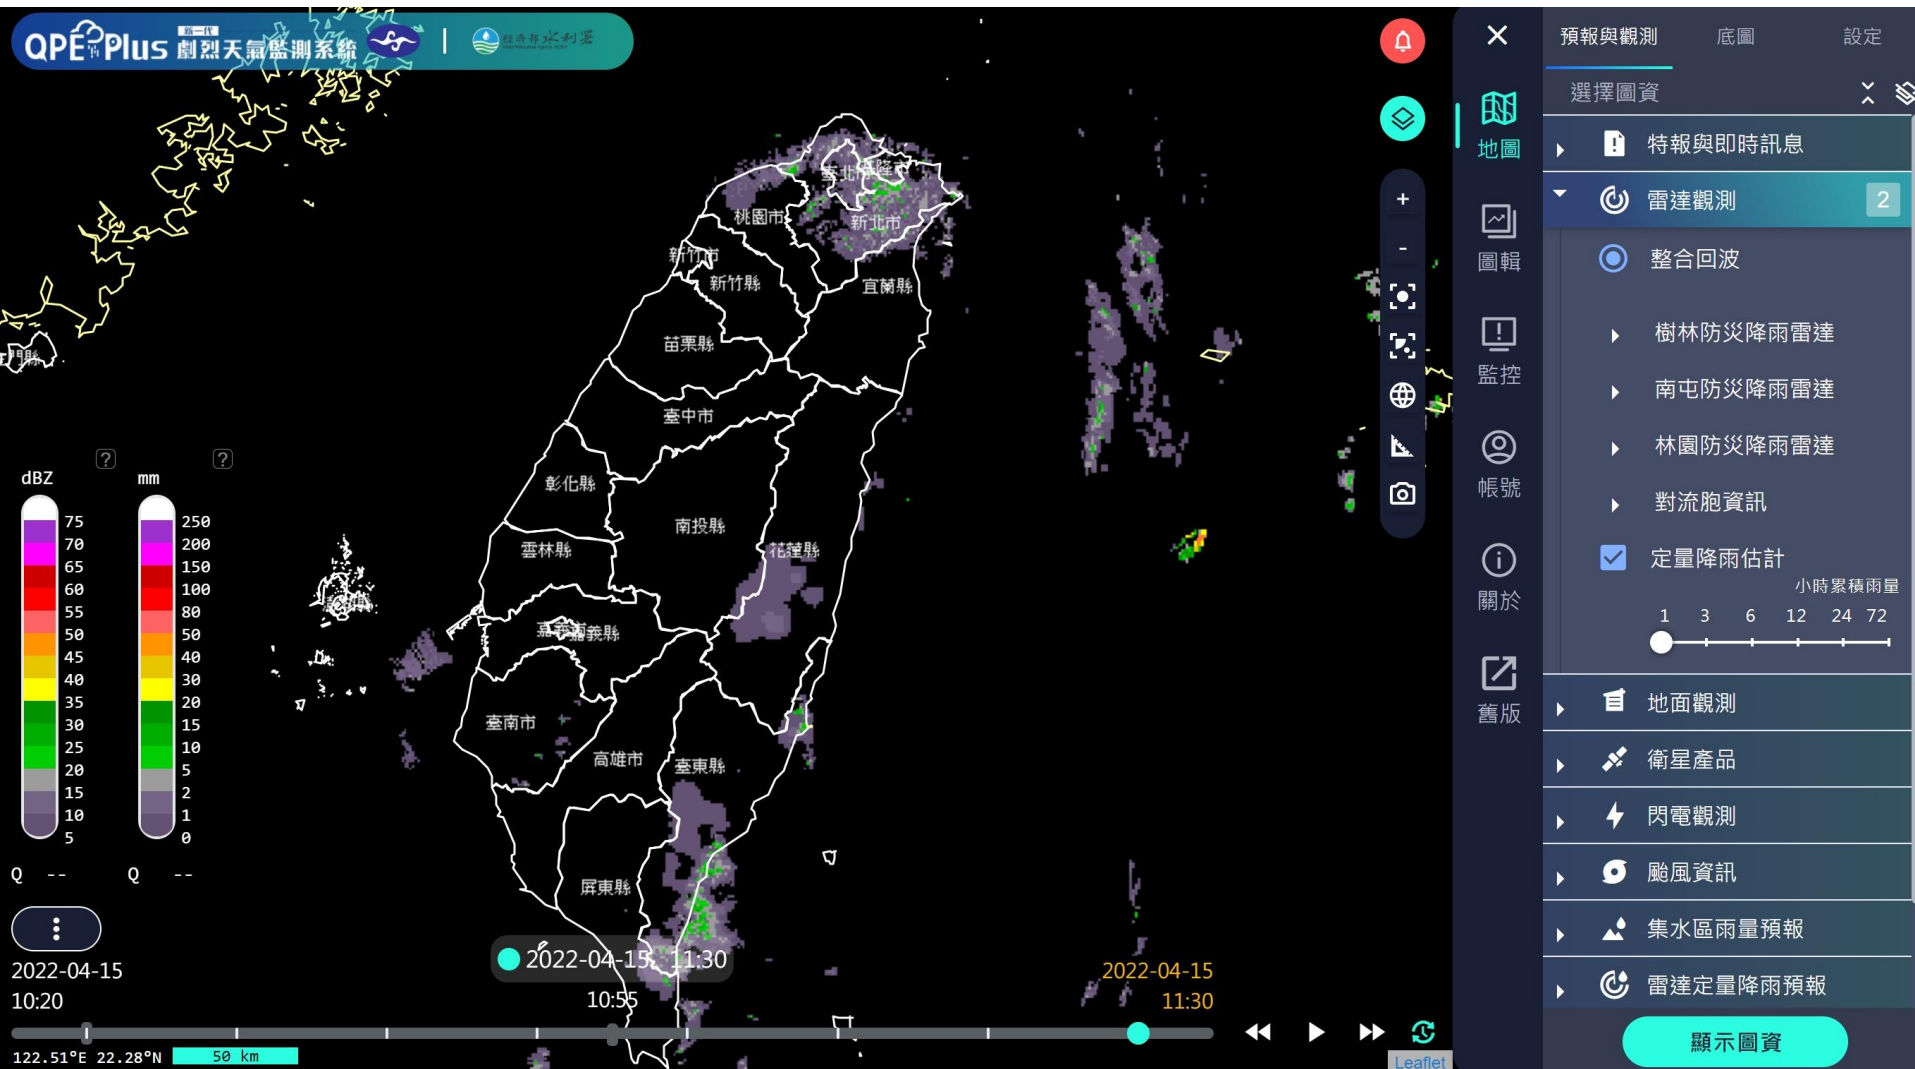 QPE Plus 新一代 劇烈天氣監測系統 | 經濟部水利署
桃園市
新北市
新竹市
新竹縣
宜蘭縣
苗栗縣
臺中市
彰化縣
南投縣
雲林縣
花蓮縣
臺南市
高雄市
臺東縣
屏東縣
? ?
dBZ mm
75 250
70 200
65 150
60 100
55 80
50 50
45 40
40 30
35 20
30 15
25 10
20 5
15 2
10 1
5 0
Q -- Q --
2022-04-15
10:20
2022-04-15 11:30
10:55
2022-04-15
11:30
122.51°E 22.28°N 50 km
Leaflet
+
-
地圖
圖輯
監控
帳號
關於
舊版
預報與觀測 底圖 設定
選擇圖資
特報與即時訊息
雷達觀測 2
整合回波
樹林防災降雨雷達
南屯防災降雨雷達
林園防災降雨雷達
對流胞資訊
定量降雨估計
小時累積雨量
1 3 6 12 24 72
地面觀測
衛星產品
閃電觀測
颱風資訊
集水區雨量預報
雷達定量降雨預報
顯示圖資